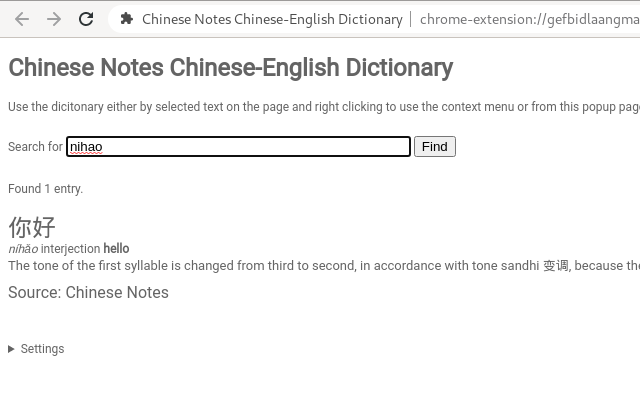 Chinese Notes Chinese-English Dictionary | chrome-extension://gefbidlaangma
Chinese Notes Chinese-English Dictionary
Use the dicitonary either by selected text on the page and right clicking to use the context menu or from this popup pag
Search for nihao Find
Found 1 entry.
你好
níhǎo interjection hello
The tone of the first syllable is changed from third to second, in accordance with tone sandhi 变调, because the
Source: Chinese Notes
Settings